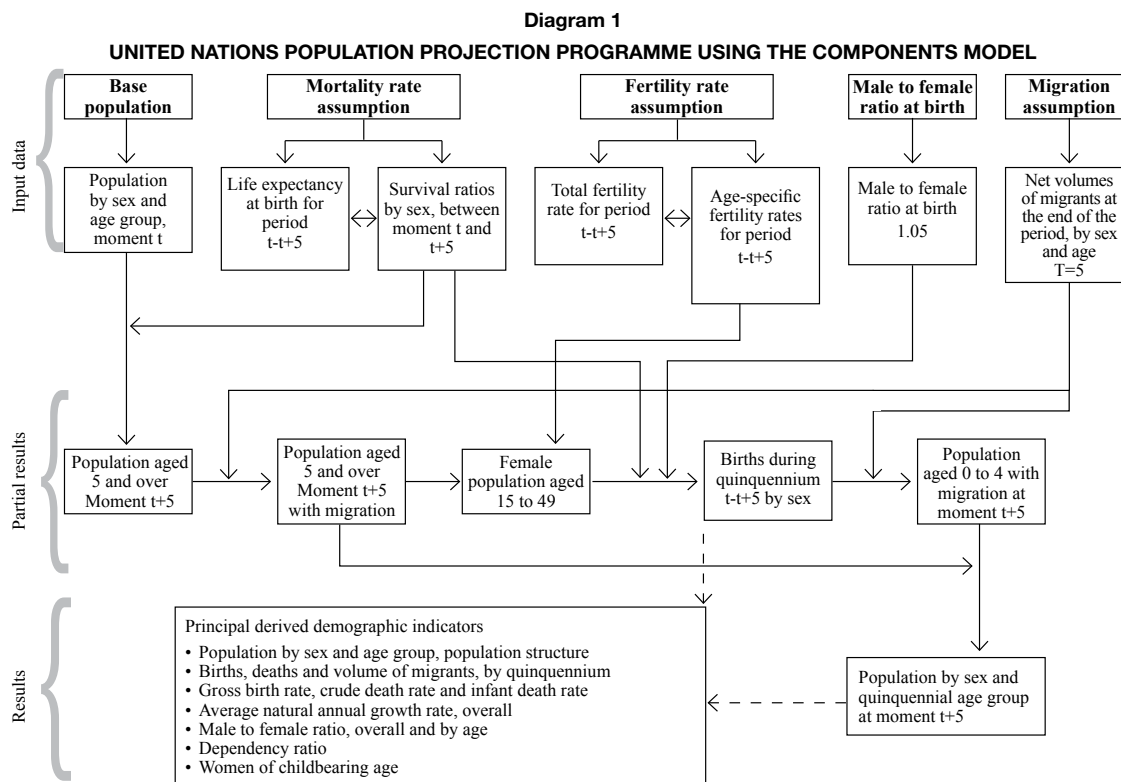 Diagram 1
UNITED NATIONS POPULATION PROJECTION PROGRAMME USING THE COMPONENTS MODEL
Input data
Base
population
Mortality rate
assumption
Fertility rate
assumption
Male to female
ratio at birth
Migration
assumption
Population
by sex and
age group,
moment t
Life expectancy
at birth for
period
t-t+5
Survival ratios
by sex, between
moment t and
t+5
Total fertility
rate for period
t-t+5
Age-specific
fertility rates
for period
t-t+5
Male to female
ratio at birth
1.05
Net volumes
of migrants at
the end of the
period, by sex
and age
T=5
Partial results
Population aged
5 and over
Moment t+5
Population aged
5 and over
Moment t+5
with migration
Female
population aged
15 to 49
Births during
quinquennium
t-t+5 by sex
Population
aged 0 to 4 with
migration at
moment t+5
Results
Principal derived demographic indicators
• Population by sex and age group, population structure
• Births, deaths and volume of migrants, by quinquennium
• Gross birth rate, crude death rate and infant death rate
• Average natural annual growth rate, overall
• Male to female ratio, overall and by age
• Dependency ratio
• Women of childbearing age
Population by sex and
quinquennial age group
at moment t+5